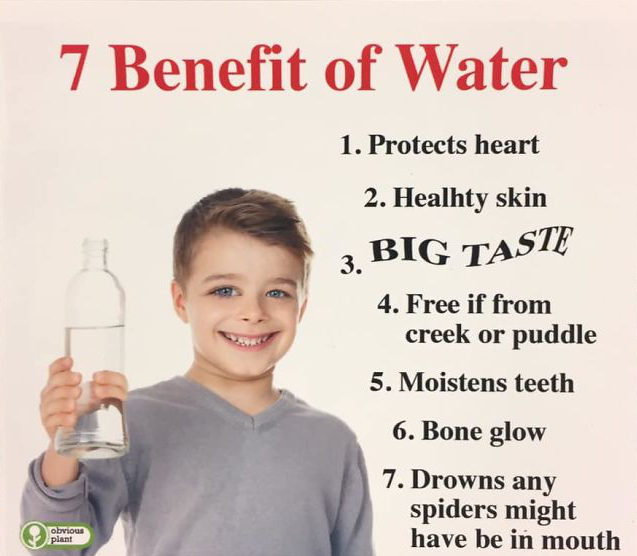 7 Benefit of Water
1. Protects heart
2. Healhty skin
3. BIG TASTE
4. Free if from
creek or puddle
5. Moistens teeth
6. Bone glow
7. Drowns any
spiders might
have be in mouth
obvious
plant